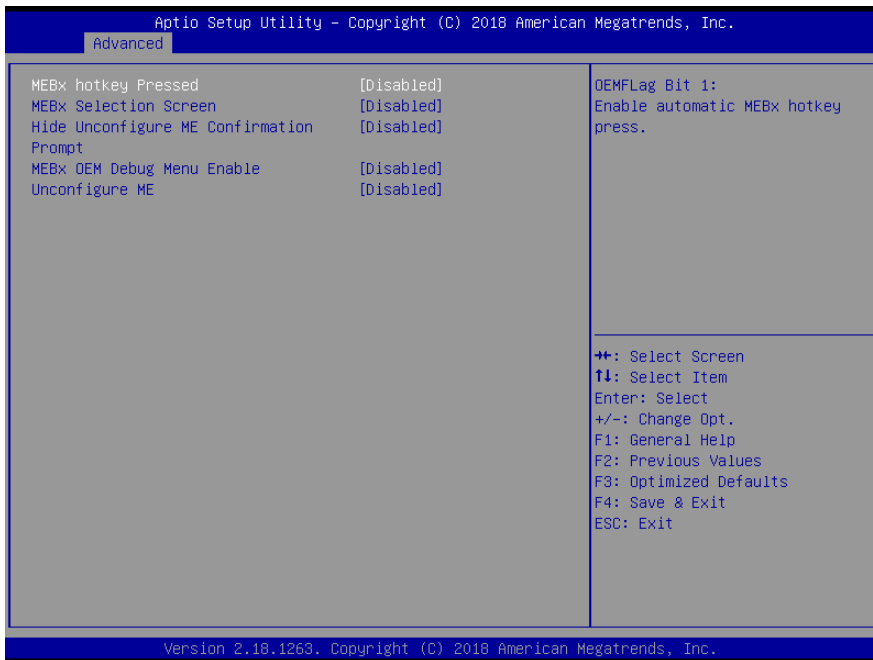 Aptio Setup Utility – Copyright (C) 2018 American Megatrends, Inc.
Advanced
MEBx hotkey Pressed [Disabled]
MEBx Selection Screen [Disabled]
Hide Unconfigure ME Confirmation [Disabled]
Prompt
MEBx OEM Debug Menu Enable [Disabled]
Unconfigure ME [Disabled]
OEMFLag Bit 1:
Enable automatic MEBx hotkey
press.
→←: Select Screen
↑↓: Select Item
Enter: Select
+/-: Change Opt.
F1: General Help
F2: Previous Values
F3: Optimized Defaults
F4: Save & Exit
ESC: Exit
Version 2.18.1263. Copyright (C) 2018 American Megatrends, Inc.